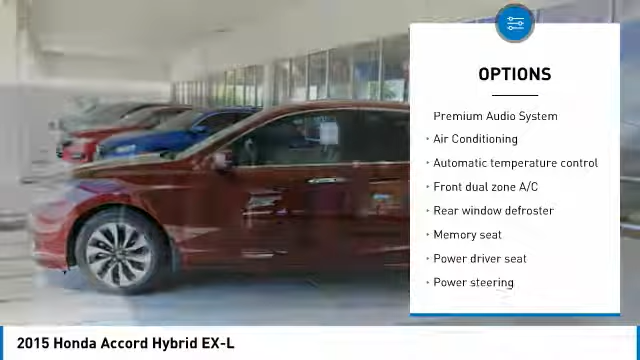 OPTIONS
Premium Audio System
• Air Conditioning
• Automatic temperature control
• Front dual zone A/C
• Rear window defroster
• Memory seat
• Power driver seat
• Power steering
2015 Honda Accord Hybrid EX-L